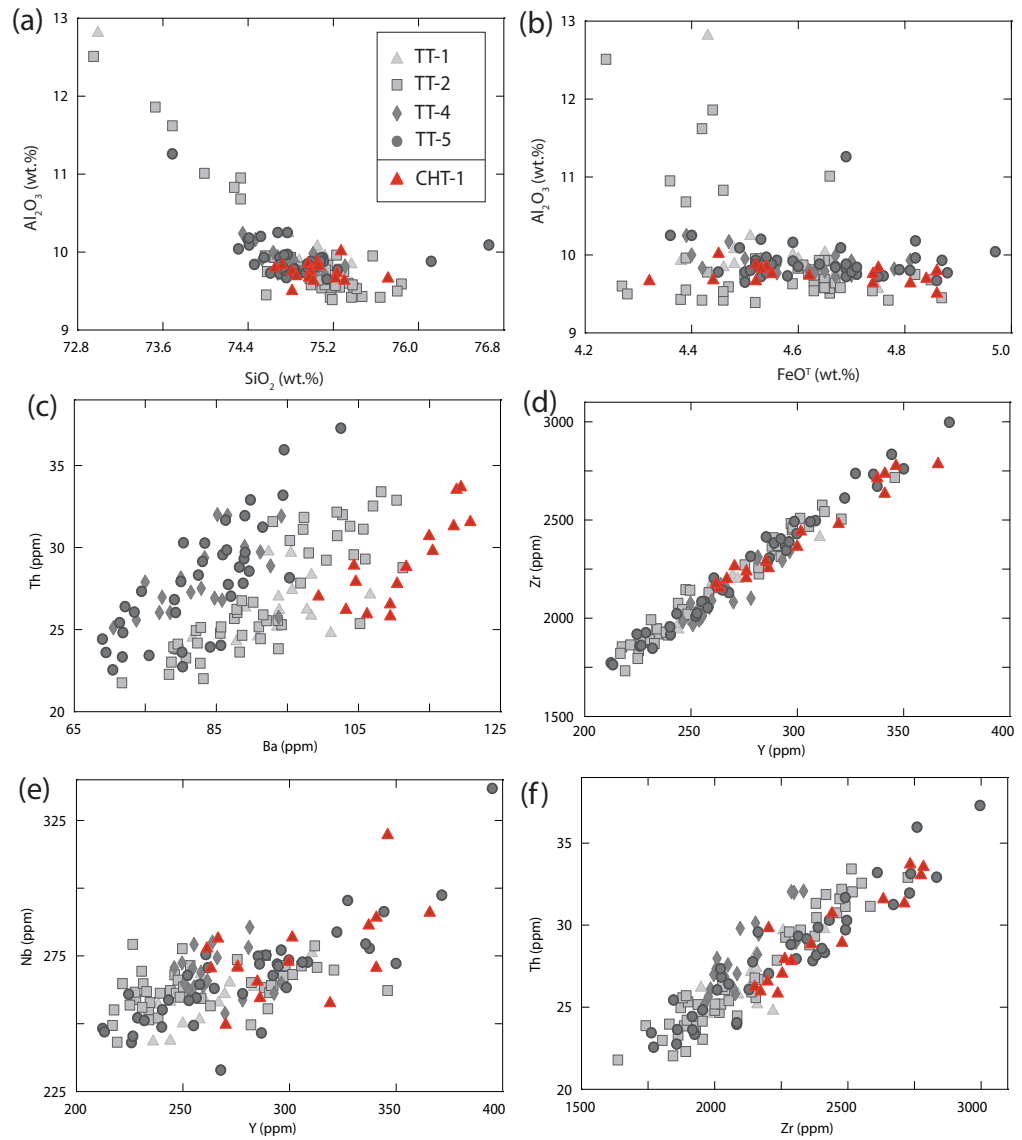 (a)
13
12
11
10
9
Al2O3 (wt.%)
72.8 73.6 74.4 75.2 76.0 76.8
SiO2 (wt.%)
TT-1
TT-2
TT-4
TT-5
CHT-1
(b)
13
12
11
10
9
Al2O3 (wt.%)
4.2 4.4 4.6 4.8 5.0
FeOT (wt.%)
(c)
35
30
25
20
Th (ppm)
65 85 105 125
Ba (ppm)
(d)
3000
2500
2000
1500
Zr (ppm)
200 250 300 350 400
Y (ppm)
(e)
325
275
225
Nb (ppm)
200 250 300 350 400
Y (ppm)
(f)
35
30
25
20
Th (ppm)
1500 2000 2500 3000
Zr (ppm)